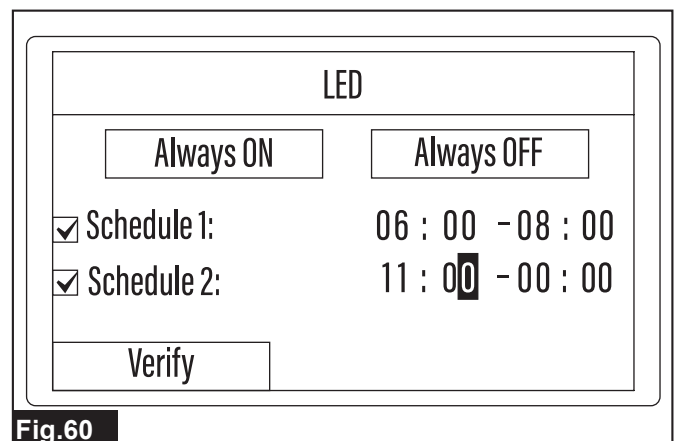 LED
Always ON Always OFF
Schedule 1: 06 : 00 - 08 : 00
Schedule 2: 11 : 00 - 00 : 00
Verify
Fig.60